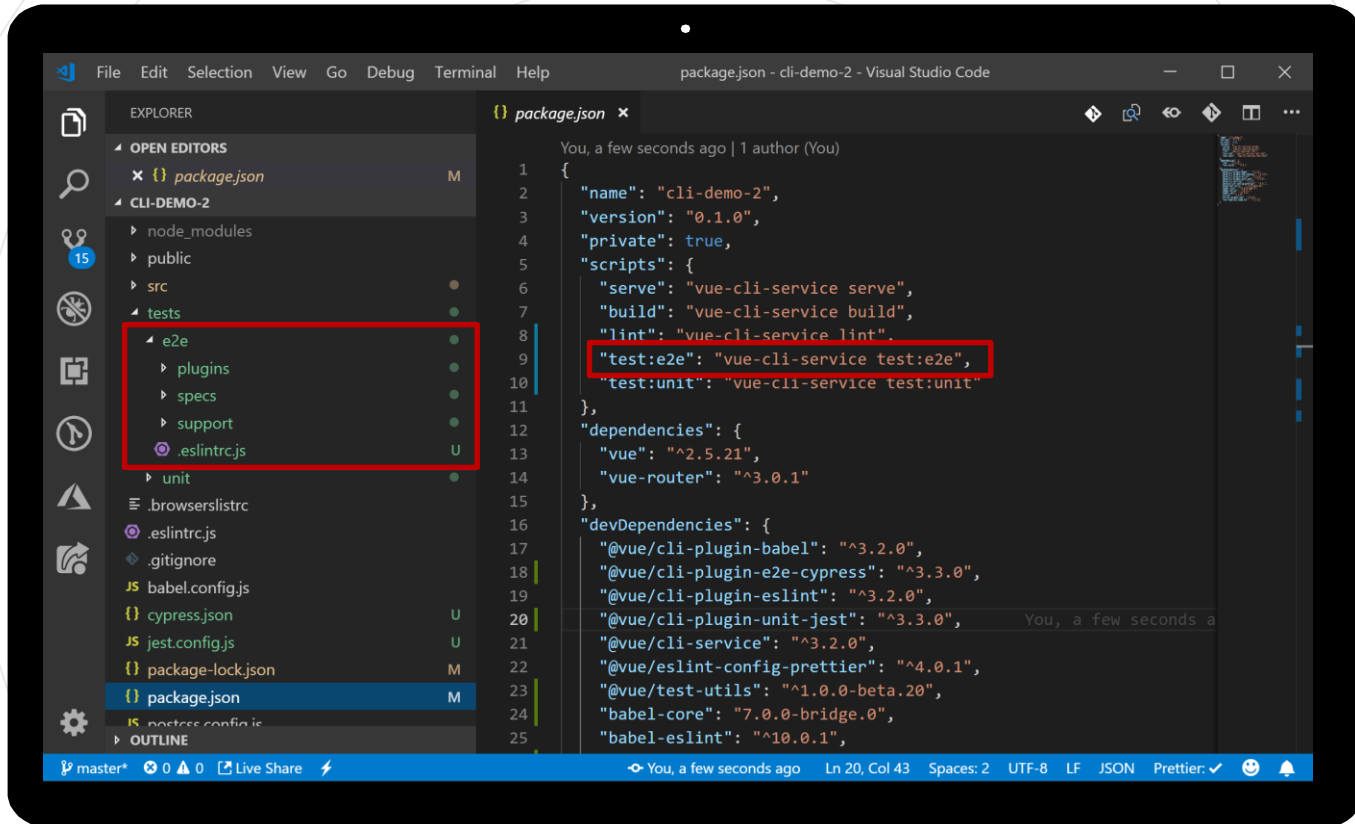 File Edit Selection View Go Debug Terminal Help package.json - cli-demo-2 - Visual Studio Code
EXPLORER
OPEN EDITORS
{} package.json M
CLI-DEMO-2
node_modules
public
src
tests
e2e
plugins
specs
support
.eslintrc.js U
unit
.browserslistrc
.eslintrc.js
.gitignore
JS babel.config.js
{} cypress.json U
JS jest.config.js U
{} package-lock.json M
{} package.json M
JS postcss.config.js
OUTLINE
15
{} package.json
You, a few seconds ago | 1 author (You)
1 {
2 "name": "cli-demo-2",
3 "version": "0.1.0",
4 "private": true,
5 "scripts": {
6 "serve": "vue-cli-service serve",
7 "build": "vue-cli-service build",
8 "lint": "vue-cli-service lint",
9 "test:e2e": "vue-cli-service test:e2e",
10 "test:unit": "vue-cli-service test:unit"
11 },
12 "dependencies": {
13 "vue": "^2.5.21",
14 "vue-router": "^3.0.1"
15 },
16 "devDependencies": {
17 "@vue/cli-plugin-babel": "^3.2.0",
18 "@vue/cli-plugin-e2e-cypress": "^3.3.0",
19 "@vue/cli-plugin-eslint": "^3.2.0",
20 "@vue/cli-plugin-unit-jest": "^3.3.0", You, a few seconds a
21 "@vue/cli-service": "^3.2.0",
22 "@vue/eslint-config-prettier": "^4.0.1",
23 "@vue/test-utils": "^1.0.0-beta.20",
24 "babel-core": "7.0.0-bridge.0",
25 "babel-eslint": "^10.0.1",
master* 0 0 Live Share You, a few seconds ago Ln 20, Col 43 Spaces: 2 UTF-8 LF JSON Prettier: ✓